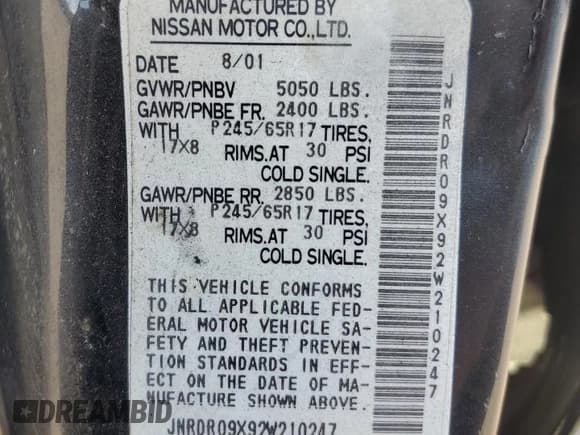 MANUFACTURED BY
NISSAN MOTOR CO.,LTD.
DATE 8/01
GVWR/PNBV 5050 LBS.
GAWR/PNBE FR. 2400 LBS.
WITH P245/65R17 TIRES,
17X8 RIMS.AT 30 PSI
COLD SINGLE.
GAWR/PNBE RR. 2850 LBS.
WITH P245/65R17 TIRES,
17X8 RIMS.AT 30 PSI
COLD SINGLE.
THIS VEHICLE CONFORMS
TO ALL APPLICABLE FED-
ERAL MOTOR VEHICLE SA-
FETY AND THEFT PREVEN-
TION STANDARDS IN EFF-
ECT ON THE DATE OF MA-
NUFACTURE SHOWN ABOVE.
JNRDR09X92W210247
JNRDR09X92W210247
CREATED BY
EPICBID